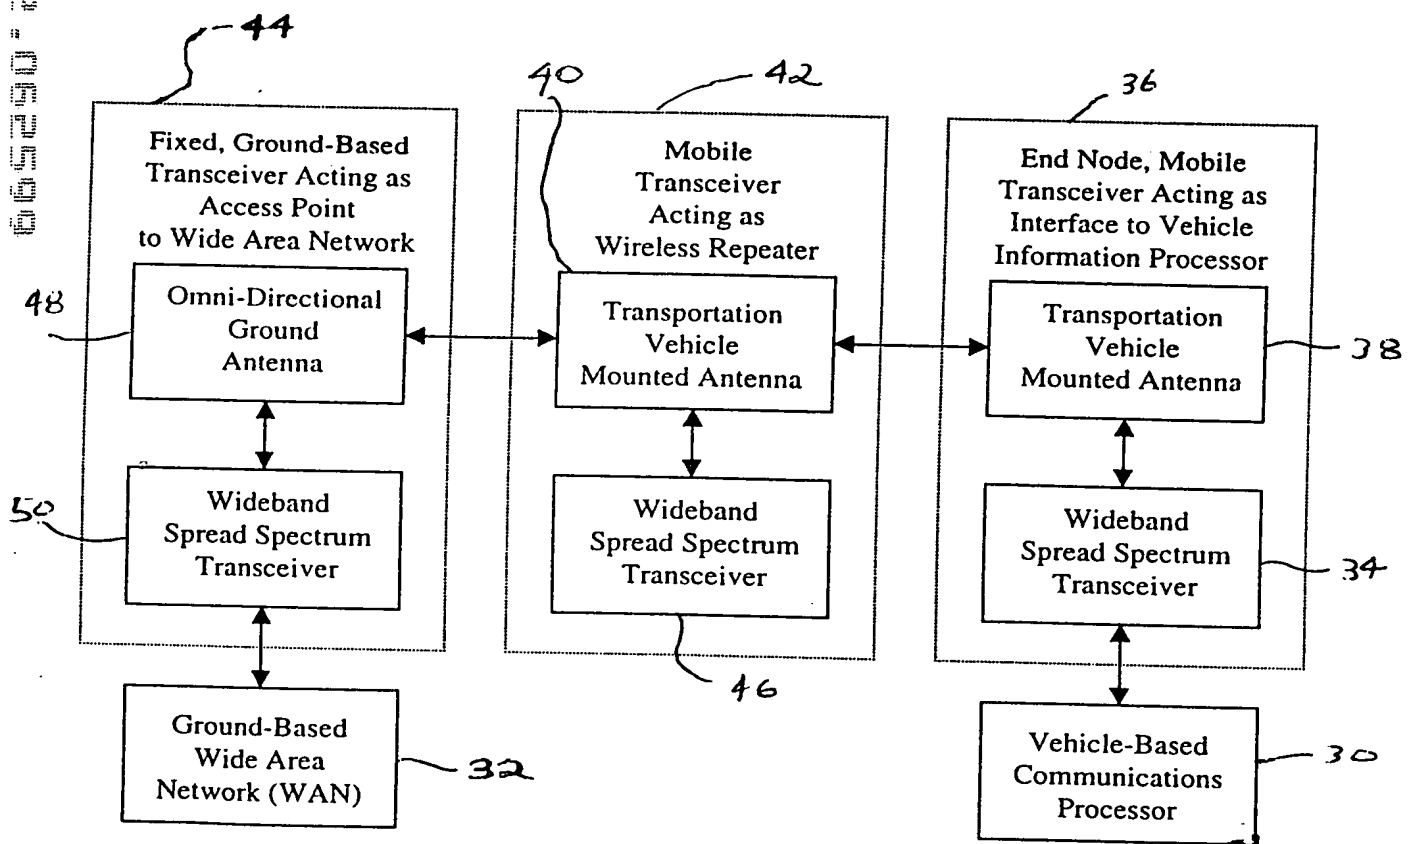 44
Fixed, Ground-Based
Transceiver Acting as
Access Point
to Wide Area Network
48
Omni-Directional
Ground
Antenna
50
Wideband
Spread Spectrum
Transceiver
Ground-Based
Wide Area
Network (WAN)
32
40
42
Mobile
Transceiver
Acting as
Wireless Repeater
Transportation
Vehicle
Mounted Antenna
Wideband
Spread Spectrum
Transceiver
46
36
End Node, Mobile
Transceiver Acting as
Interface to Vehicle
Information Processor
Transportation
Vehicle
Mounted Antenna
38
Wideband
Spread Spectrum
Transceiver
34
Vehicle-Based
Communications
Processor
30